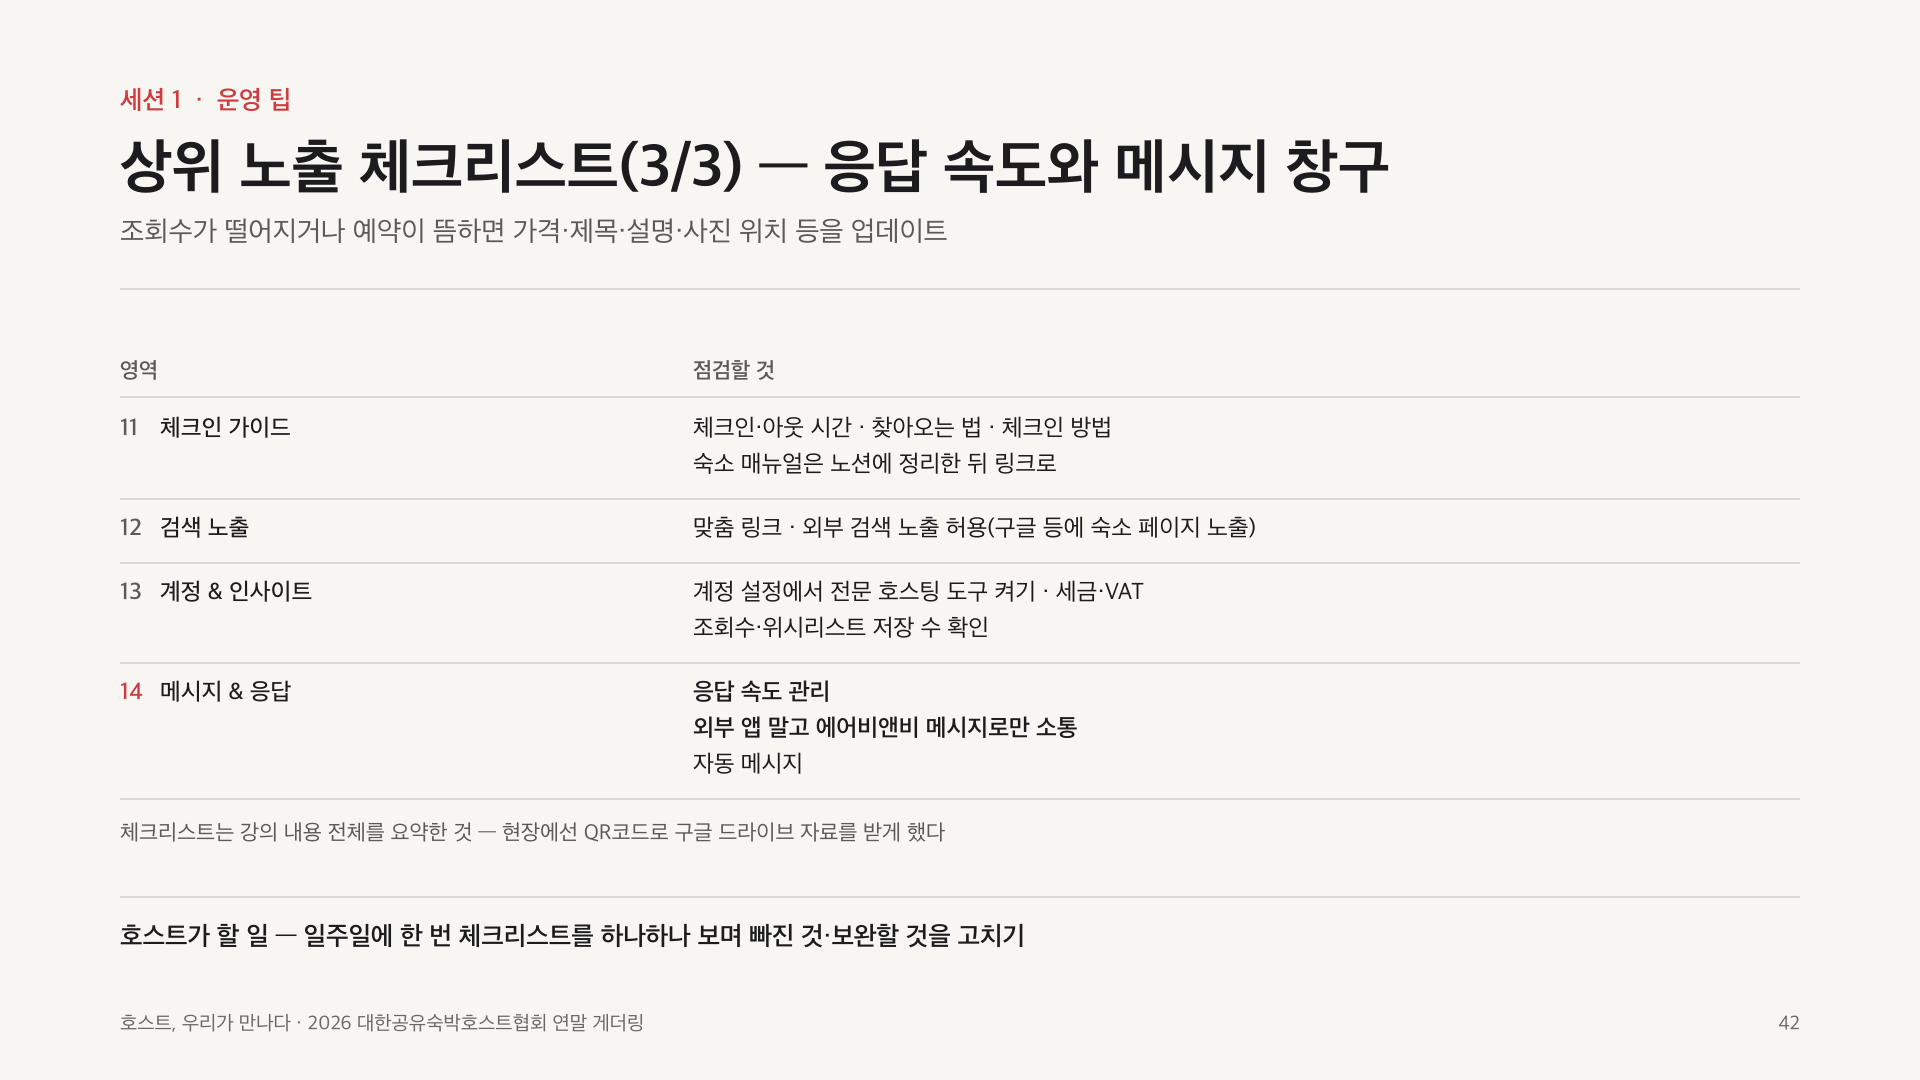 세션 1 · 운영 팁
상위 노출 체크리스트(3/3) — 응답 속도와 메시지 창구
조회수가 떨어지거나 예약이 뜸하면 가격·제목·설명·사진 위치 등을 업데이트
영역 점검할 것
11 체크인 가이드 체크인·아웃 시간 · 찾아오는 법 · 체크인 방법
숙소 매뉴얼은 노션에 정리한 뒤 링크로
12 검색 노출 맞춤 링크 · 외부 검색 노출 허용(구글 등에 숙소 페이지 노출)
13 계정 & 인사이트 계정 설정에서 전문 호스팅 도구 켜기 · 세금·VAT
조회수·위시리스트 저장 수 확인
14 메시지 & 응답 응답 속도 관리
외부 앱 말고 에어비앤비 메시지로만 소통
자동 메시지
체크리스트는 강의 내용 전체를 요약한 것 — 현장에선 QR코드로 구글 드라이브 자료를 받게 했다
호스트가 할 일 — 일주일에 한 번 체크리스트를 하나하나 보며 빠진 것·보완할 것을 고치기
호스트, 우리가 만나다 · 2026 대한공유숙박호스트협회 연말 게더링 42